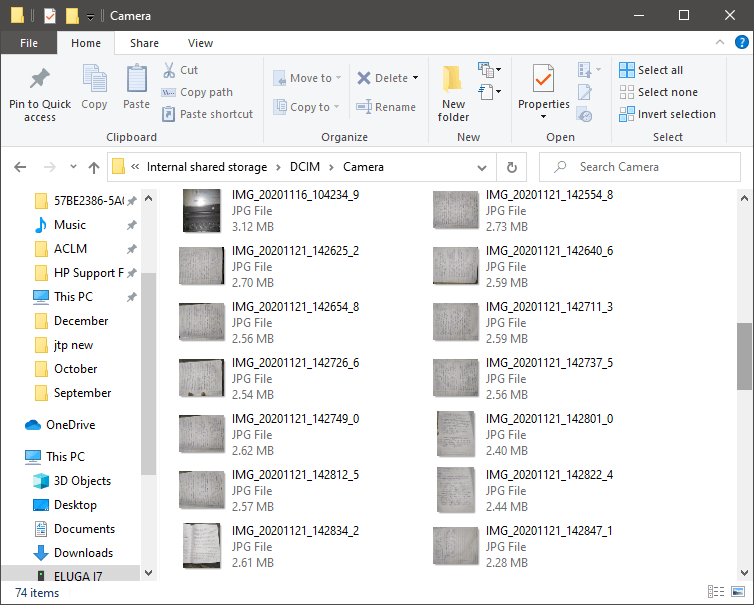 Camera
File Home Share View
Pin to Quick access
Copy
Paste
Cut
Copy path
Paste shortcut
Clipboard
Move to
Copy to
Delete
Rename
Organize
New folder
New
Properties
Open
Select all
Select none
Invert selection
Select
« Internal shared storage › DCIM › Camera
Search Camera
57BE2386-5A
Music
ACLM
HP Support F
This PC
December
jtp new
October
September
OneDrive
This PC
3D Objects
Desktop
Documents
Downloads
ELUGA I7
IMG_20201116_104234_9
JPG File
3.12 MB
IMG_20201121_142554_8
JPG File
2.73 MB
IMG_20201121_142625_2
JPG File
2.70 MB
IMG_20201121_142640_6
JPG File
2.59 MB
IMG_20201121_142654_8
JPG File
2.56 MB
IMG_20201121_142711_3
JPG File
2.59 MB
IMG_20201121_142726_6
JPG File
2.54 MB
IMG_20201121_142737_5
JPG File
2.56 MB
IMG_20201121_142749_0
JPG File
2.62 MB
IMG_20201121_142801_0
JPG File
2.40 MB
IMG_20201121_142812_5
JPG File
2.57 MB
IMG_20201121_142822_4
JPG File
2.44 MB
IMG_20201121_142834_2
JPG File
2.61 MB
IMG_20201121_142847_1
JPG File
2.28 MB
74 items